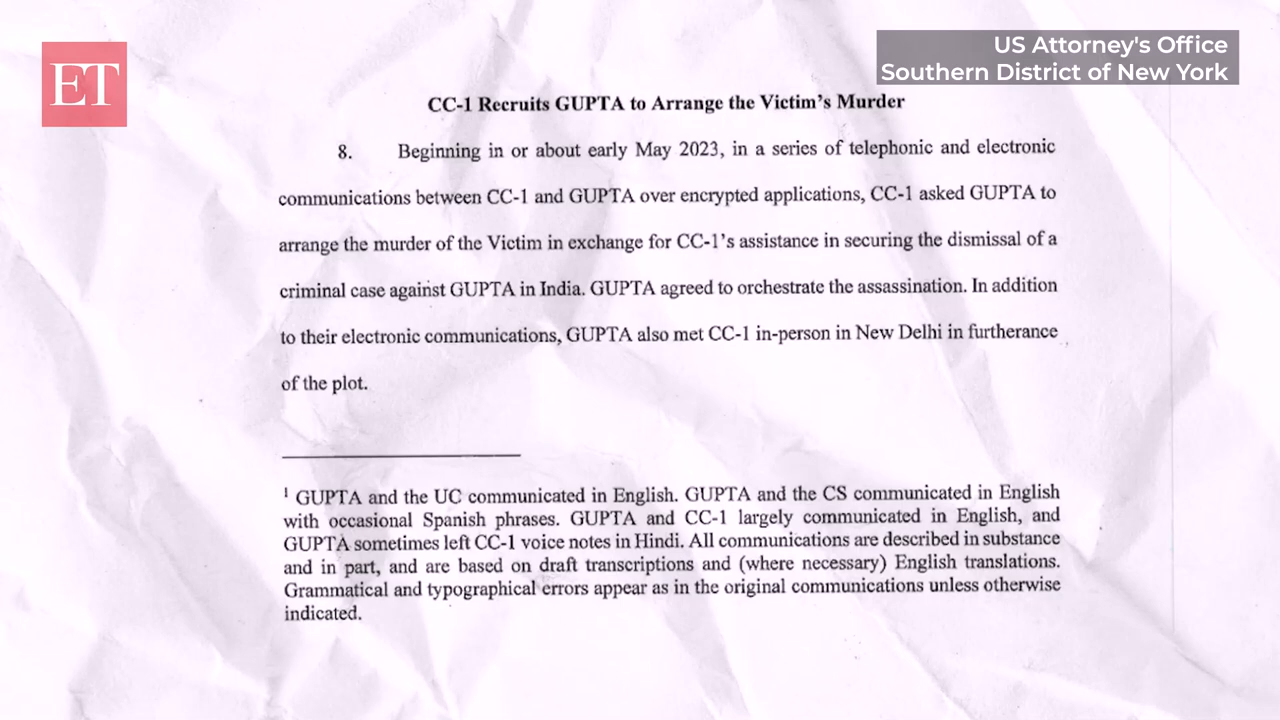 ET
US Attorney's Office
Southern District of New York
CC-1 Recruits GUPTA to Arrange the Victim's Murder
8. Beginning in or about early May 2023, in a series of telephonic and electronic
communications between CC-1 and GUPTA over encrypted applications, CC-1 asked GUPTA to
arrange the murder of the Victim in exchange for CC-1's assistance in securing the dismissal of a
criminal case against GUPTA in India. GUPTA agreed to orchestrate the assassination. In addition
to their electronic communications, GUPTA also met CC-1 in-person in New Delhi in furtherance
of the plot.
1 GUPTA and the UC communicated in English. GUPTA and the CS communicated in English
with occasional Spanish phrases. GUPTA and CC-1 largely communicated in English, and
GUPTA sometimes left CC-1 voice notes in Hindi. All communications are described in substance
and in part, and are based on draft transcriptions and (where necessary) English translations.
Grammatical and typographical errors appear as in the original communications unless otherwise
indicated.